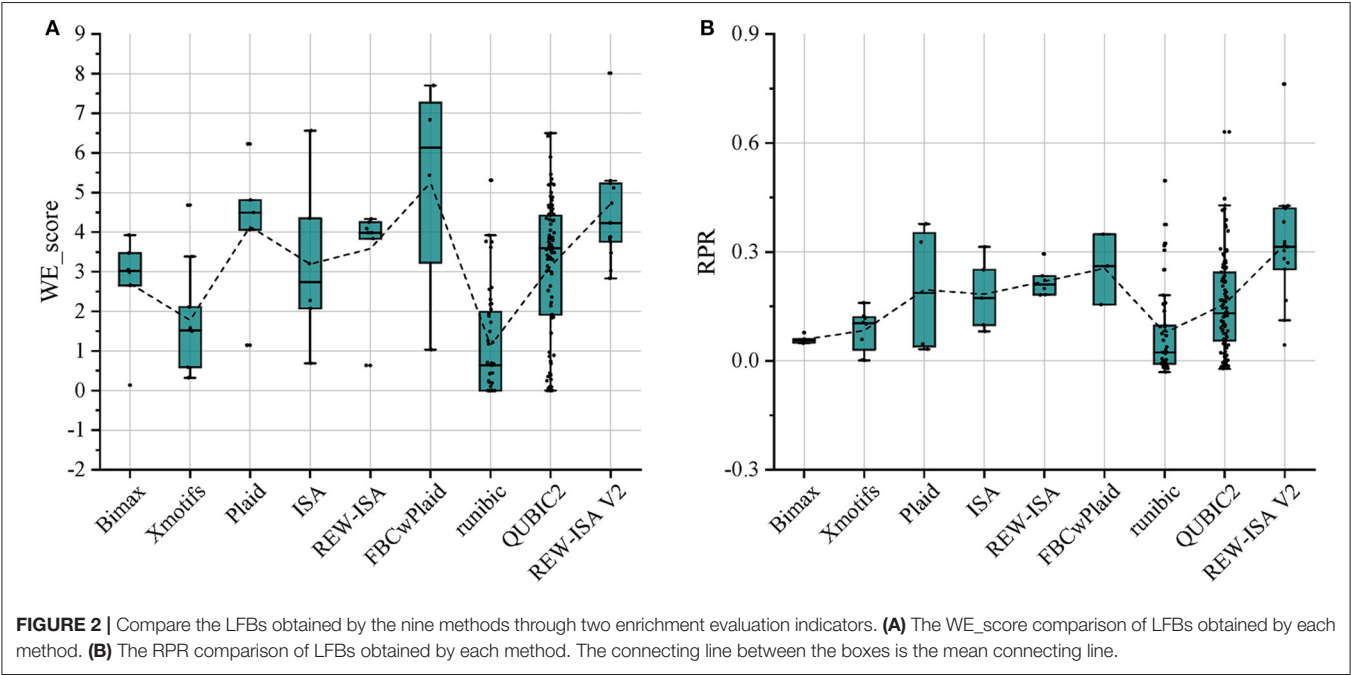 A
9
8
7
6
5
4
3
2
1
0
-1
-2
WE_score
Bimax
Xmotifs
Plaid
ISA
REW-ISA
FBCwPlaid
runibic
QUBIC2
REW-ISA V2
B
0.9
0.6
0.3
0.0
-0.3
RPR
Bimax
Xmotifs
Plaid
ISA
REW-ISA
FBCwPlaid
runibic
QUBIC2
REW-ISA V2
FIGURE 2 | Compare the LFBs obtained by the nine methods through two enrichment evaluation indicators. (A) The WE_score comparison of LFBs obtained by each
method. (B) The RPR comparison of LFBs obtained by each method. The connecting line between the boxes is the mean connecting line.